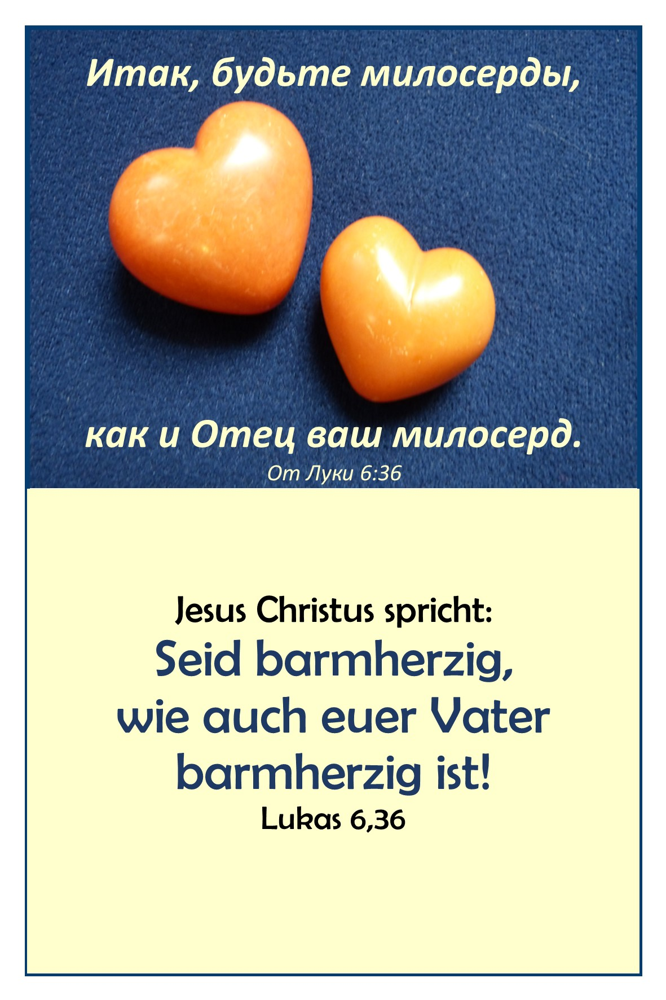 Итак, будьте милосерды,
как и Отец ваш милосерд.
От Луки 6:36
Jesus Christus spricht:
Seid barmherzig,
wie auch euer Vater
barmherzig ist!
Lukas 6,36